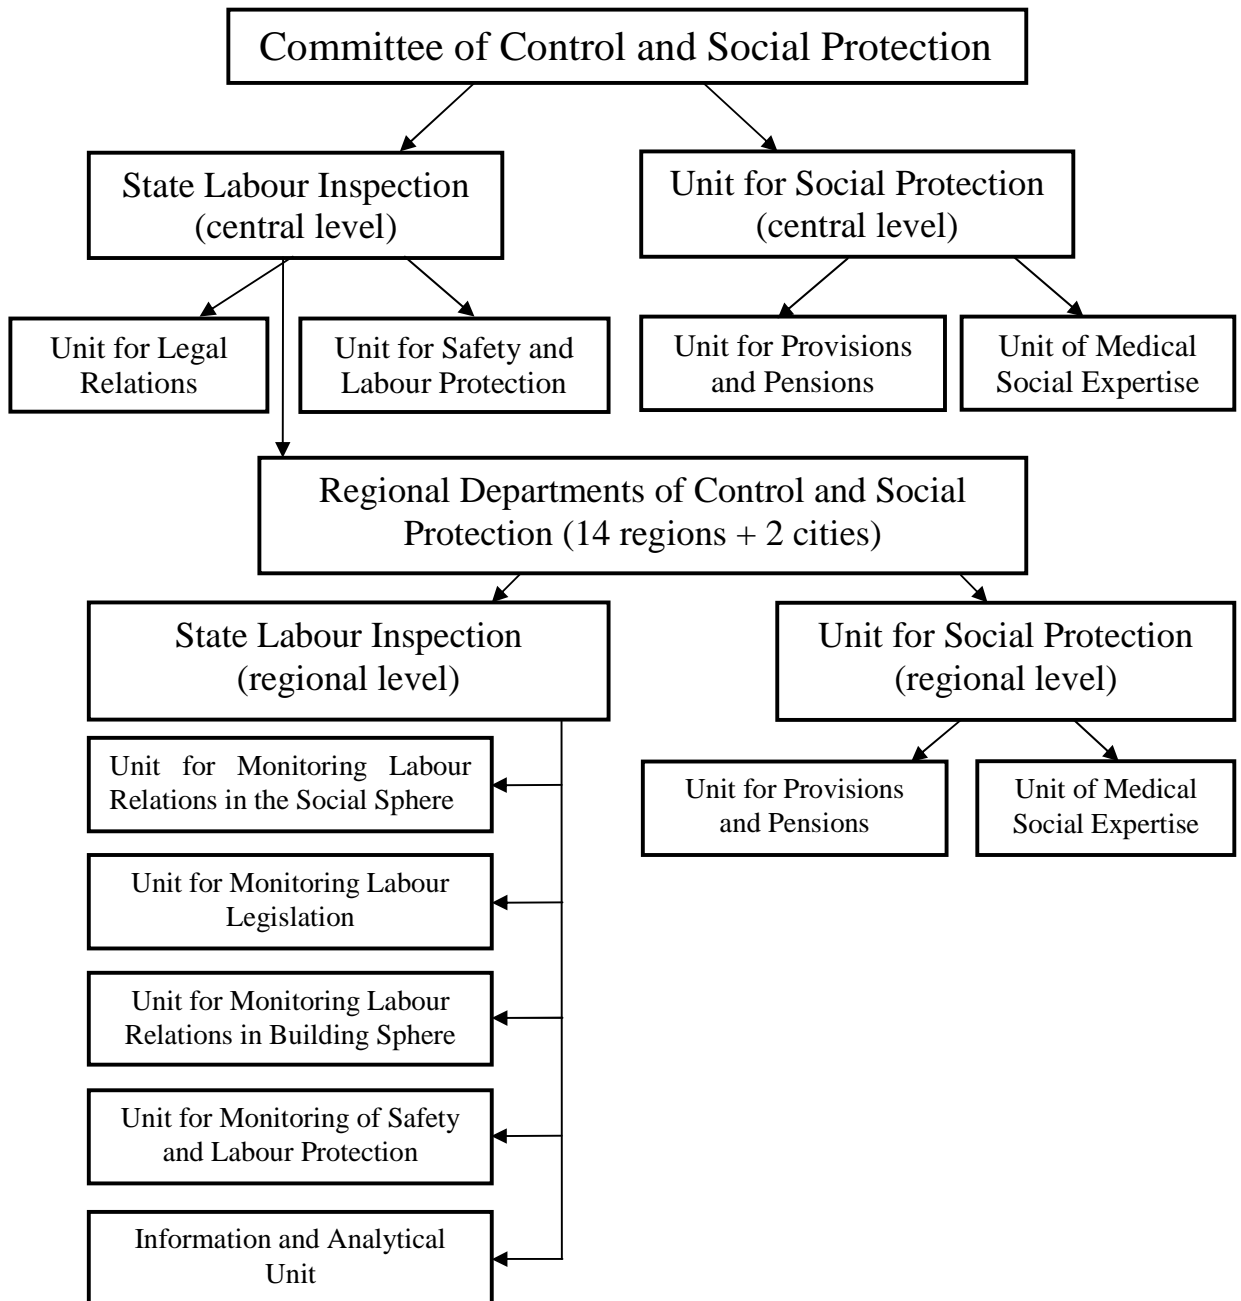 Committee of Control and Social Protection
State Labour Inspection
(central level)
Unit for Social Protection
(central level)
Unit for Legal
Relations
Unit for Safety and
Labour Protection
Unit for Provisions
and Pensions
Unit of Medical
Social Expertise
Regional Departments of Control and Social
Protection (14 regions + 2 cities)
State Labour Inspection
(regional level)
Unit for Social Protection
(regional level)
Unit for Monitoring Labour
Relations in the Social Sphere
Unit for Provisions
and Pensions
Unit of Medical
Social Expertise
Unit for Monitoring Labour
Legislation
Unit for Monitoring Labour
Relations in Building Sphere
Unit for Monitoring of Safety
and Labour Protection
Information and Analytical
Unit